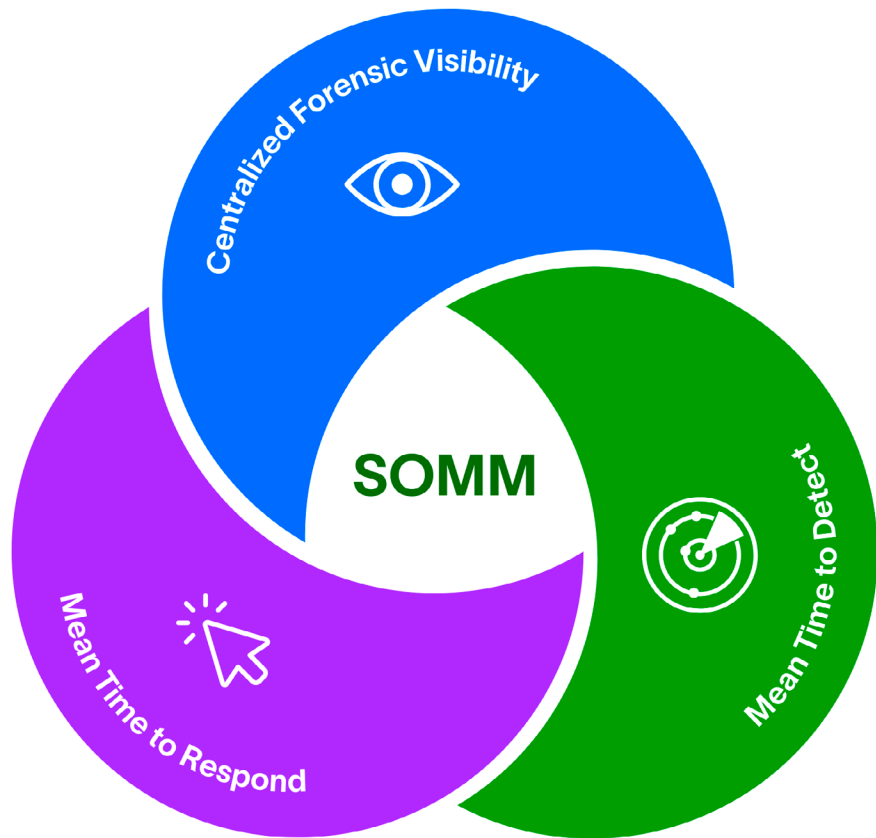 Centralized Forensic Visibility
SOMM
Mean Time to Detect
Mean Time to Respond